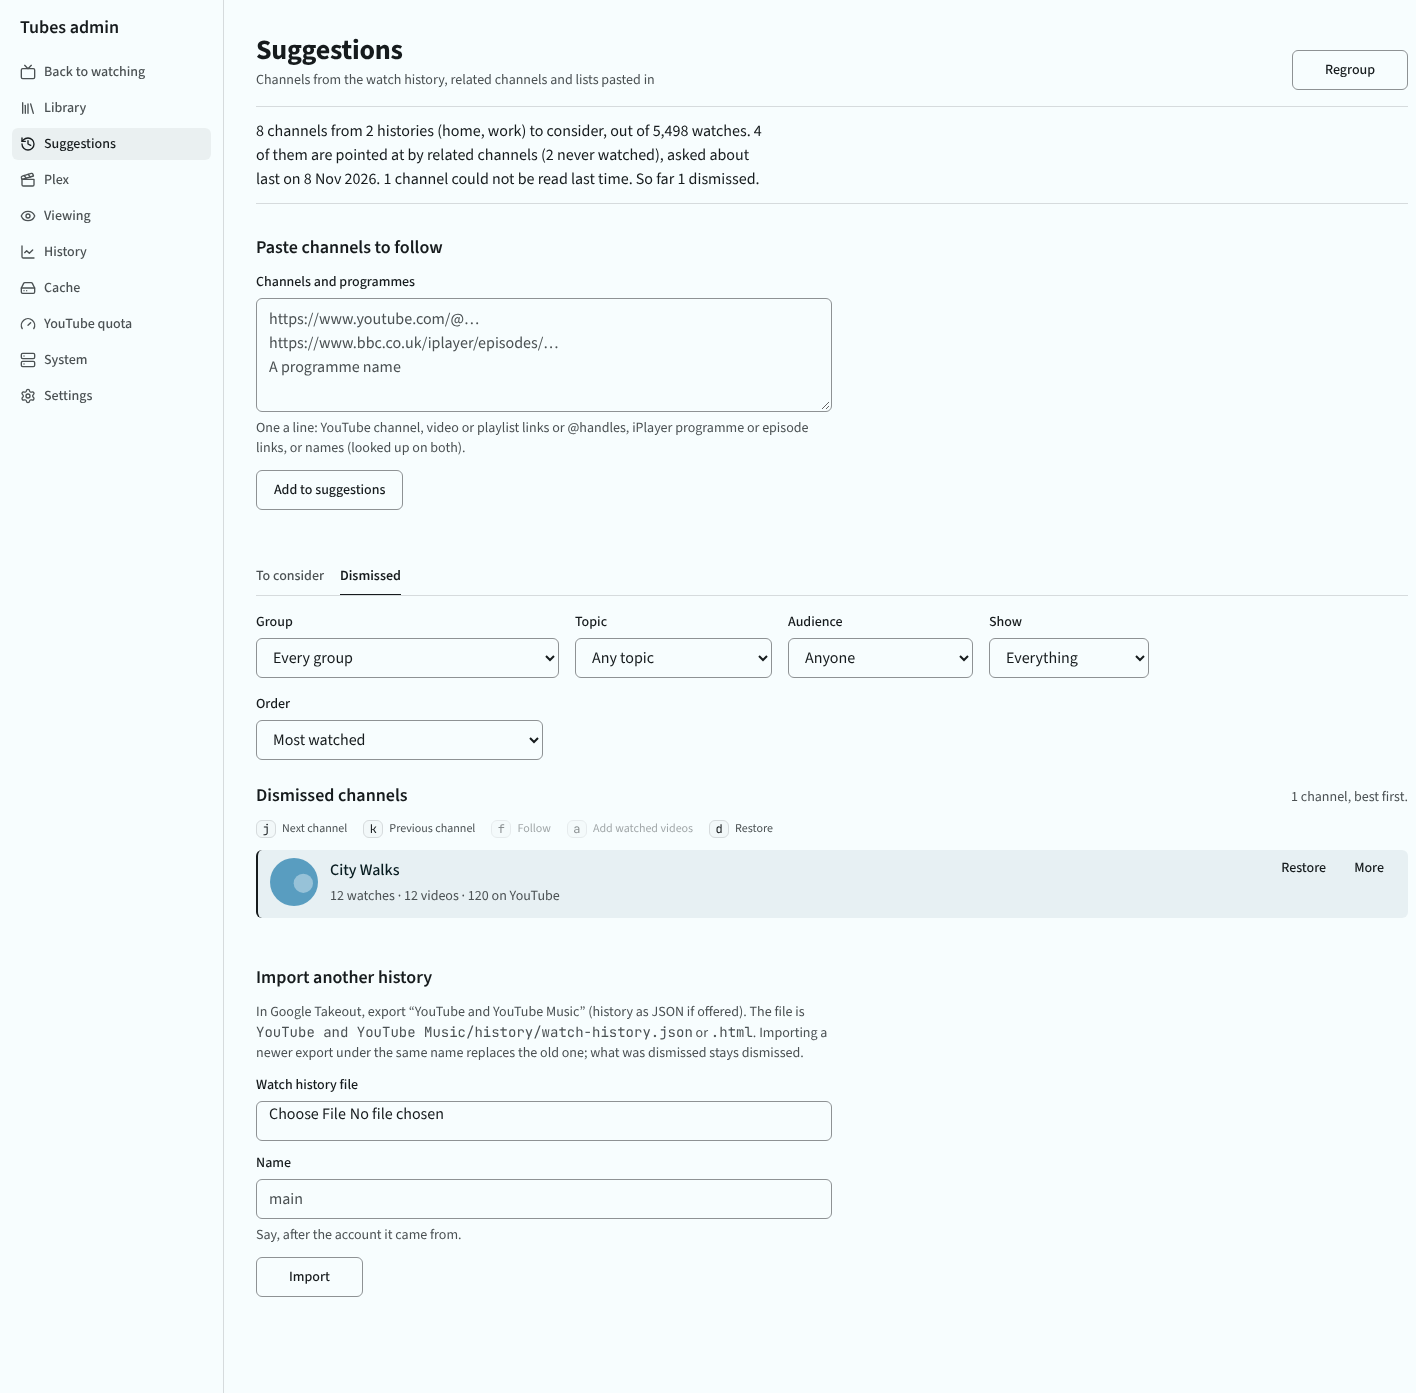 Tubes admin
Back to watching
Library
Suggestions
Plex
Viewing
History
Cache
YouTube quota
System
Settings
Suggestions
Channels from the watch history, related channels and lists pasted in
Regroup
8 channels from 2 histories (home, work) to consider, out of 5,498 watches. 4
of them are pointed at by related channels (2 never watched), asked about
last on 8 Nov 2026. 1 channel could not be read last time. So far 1 dismissed.
Paste channels to follow
Channels and programmes
https://www.youtube.com/@…
https://www.bbc.co.uk/iplayer/episodes/…
A programme name
One a line: YouTube channel, video or playlist links or @handles, iPlayer programme or episode
links, or names (looked up on both).
Add to suggestions
To consider Dismissed
Group Topic Audience Show
Every group Any topic Anyone Everything
Order
Most watched
Dismissed channels
1 channel, best first.
j Next channel k Previous channel f Follow a Add watched videos d Restore
City Walks
12 watches · 12 videos · 120 on YouTube
Restore More
Import another history
In Google Takeout, export “YouTube and YouTube Music” (history as JSON if offered). The file is
YouTube and YouTube Music/history/watch-history.json or .html. Importing a
newer export under the same name replaces the old one; what was dismissed stays dismissed.
Watch history file
Choose File No file chosen
Name
main
Say, after the account it came from.
Import